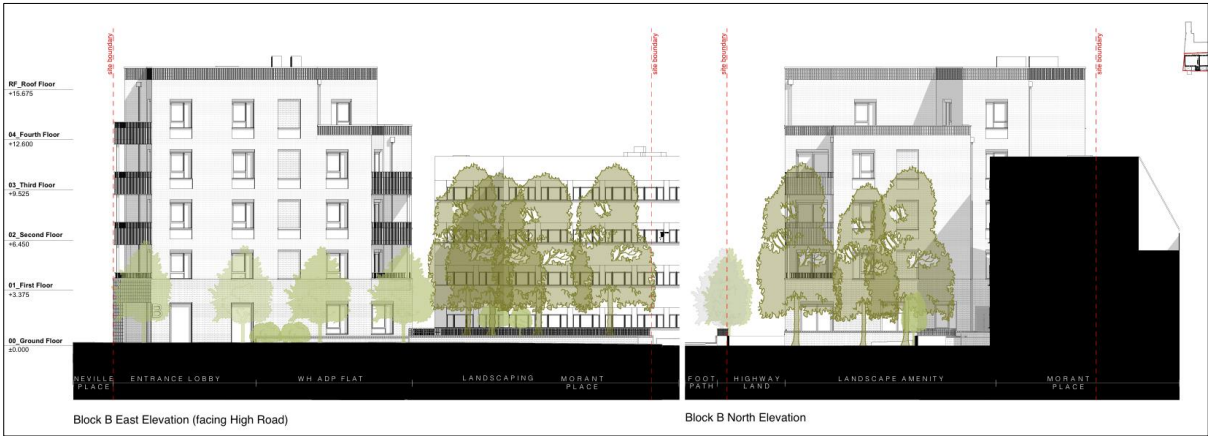 site boundary
site boundary
site boundary
site boundary
RF_Roof Floor
+15.675
04_Fourth Floor
+12.600
03_Third Floor
+9.525
02_Second Floor
+6.450
01_First Floor
+3.375
00_Ground Floor
±0.000
3
NEVILLE PLACE
ENTRANCE LOBBY
WH ADP FLAT
LANDSCAPING
MORANT PLACE
FOOT PATH
HIGHWAY LAND
LANDSCAPE AMENITY
MORANT PLACE
Block B East Elevation (facing High Road)
Block B North Elevation